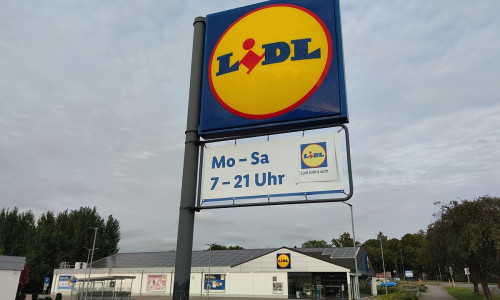 LIDL
Mo – Sa
7 – 21 Uhr
LIDL
Lidl lohnt sich